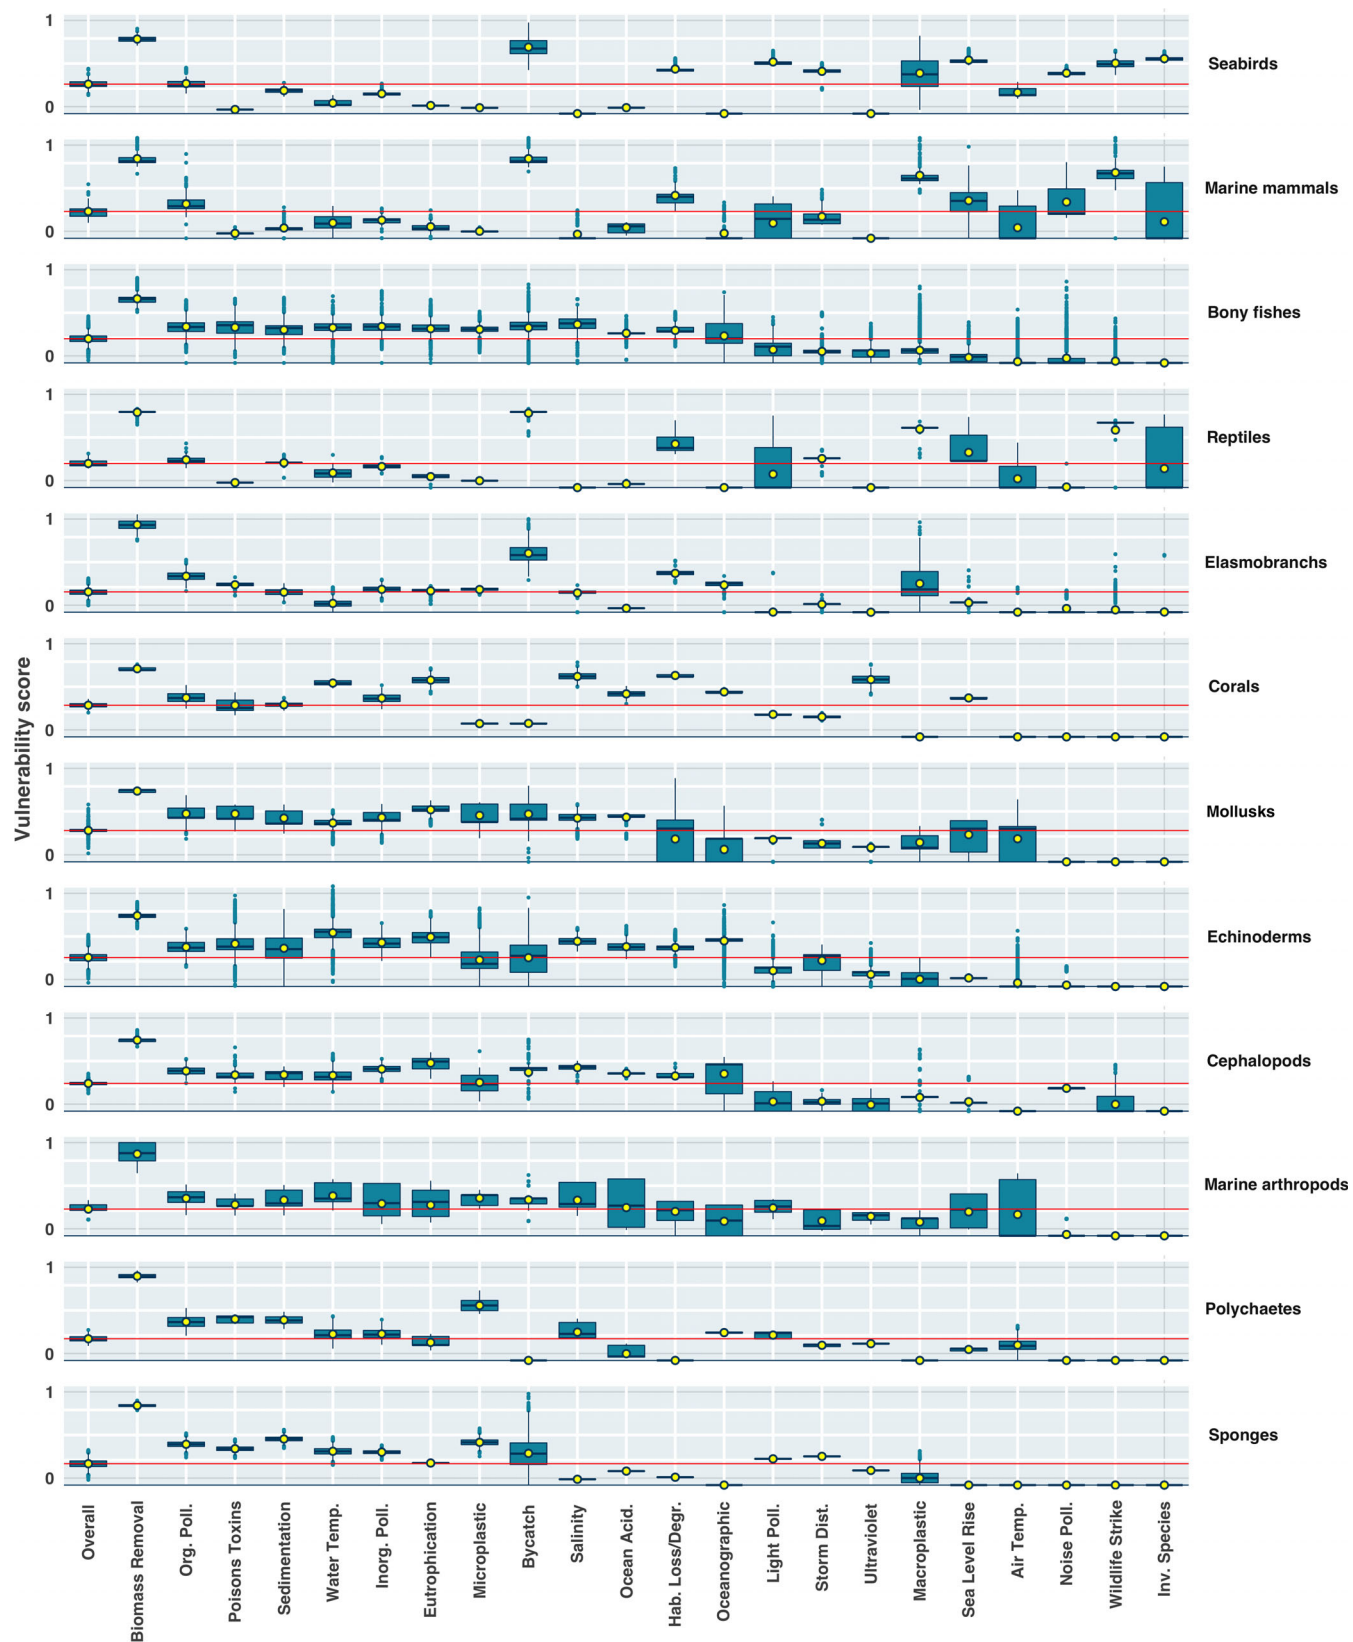 1
0
Seabirds
1
0
Marine mammals
1
0
Bony fishes
1
0
Reptiles
1
0
Elasmobranchs
1
0
Corals
Vulnerability score
1
0
Mollusks
1
0
Echinoderms
1
0
Cephalopods
1
0
Marine arthropods
1
0
Polychaetes
1
0
Sponges
Overall
Biomass Removal
Org. Poll.
Poisons Toxins
Sedimentation
Water Temp.
Inorg. Poll.
Eutrophication
Microplastic
Bycatch
Salinity
Ocean Acid.
Hab. Loss/Degr.
Oceanographic
Light Poll.
Storm Dist.
Ultraviolet
Macroplastic
Sea Level Rise
Air Temp.
Noise Poll.
Wildlife Strike
Inv. Species